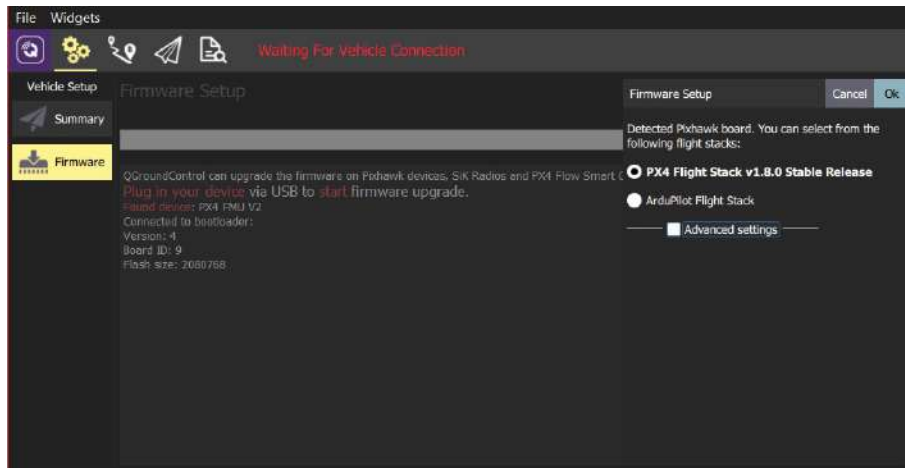 File Widgets
Waiting For Vehicle Connection
Vehicle Setup
Summary
Firmware
Firmware Setup
QGroundControl can upgrade the firmware on Pixhawk devices, SiK Radios and PX4 Flow Smart
Plug in your device via USB to start firmware upgrade.
Found device: PX4 FMU V2
Connected to bootloader:
Version: 4
Board ID: 9
Flash size: 2080768
Firmware Setup Cancel Ok
Detected Pixhawk board. You can select from the
following flight stacks:
PX4 Flight Stack v1.8.0 Stable Release
ArduPilot Flight Stack
Advanced settings